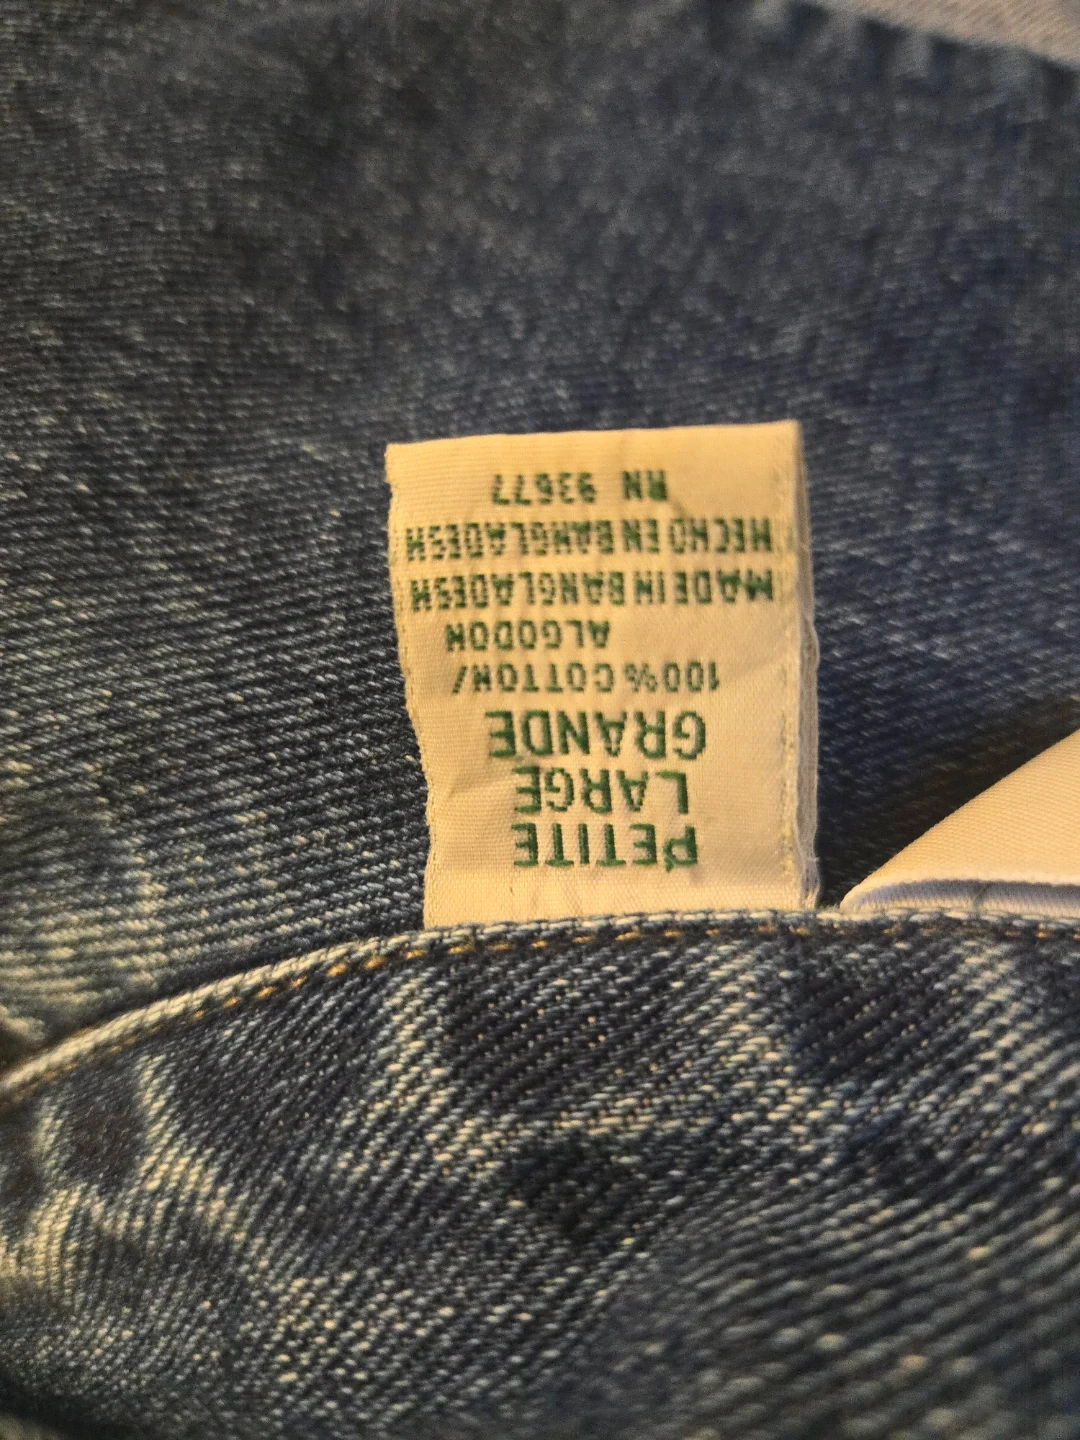 PETITE
LARGE
GRANDE
100% COTTON/
ALGODON
MADE IN BANGLADESH
HECHO EN BANGLADESH
RN 93677